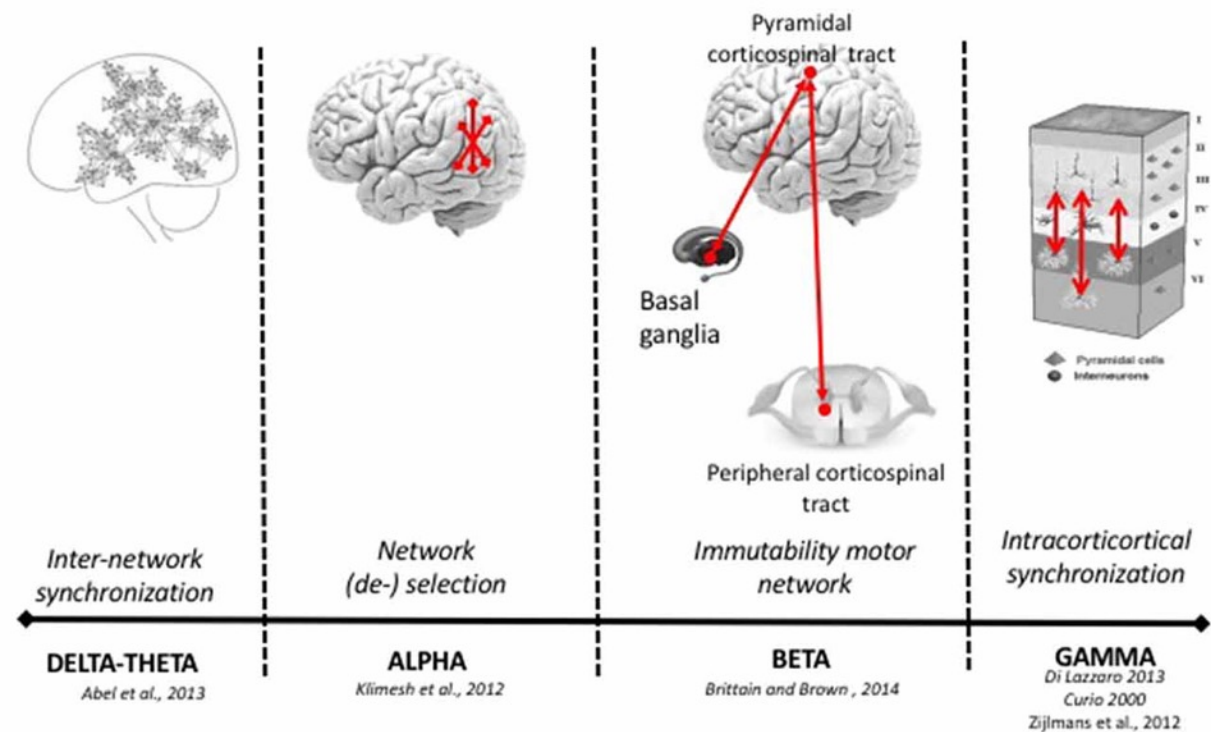 Pyramidal
corticospinal tract
I
II
III
IV
V
VI
Basal
ganglia
Pyramidal cells
Interneurons
Peripheral corticospinal
tract
Inter-network
synchronization
Network
(de-) selection
Immutability motor
network
Intracorticortical
synchronization
DELTA-THETA
Abel et al., 2013
ALPHA
Klimesh et al., 2012
BETA
Brittain and Brown , 2014
GAMMA
Di Lazzaro 2013
Curio 2000
Zijlmans et al., 2012